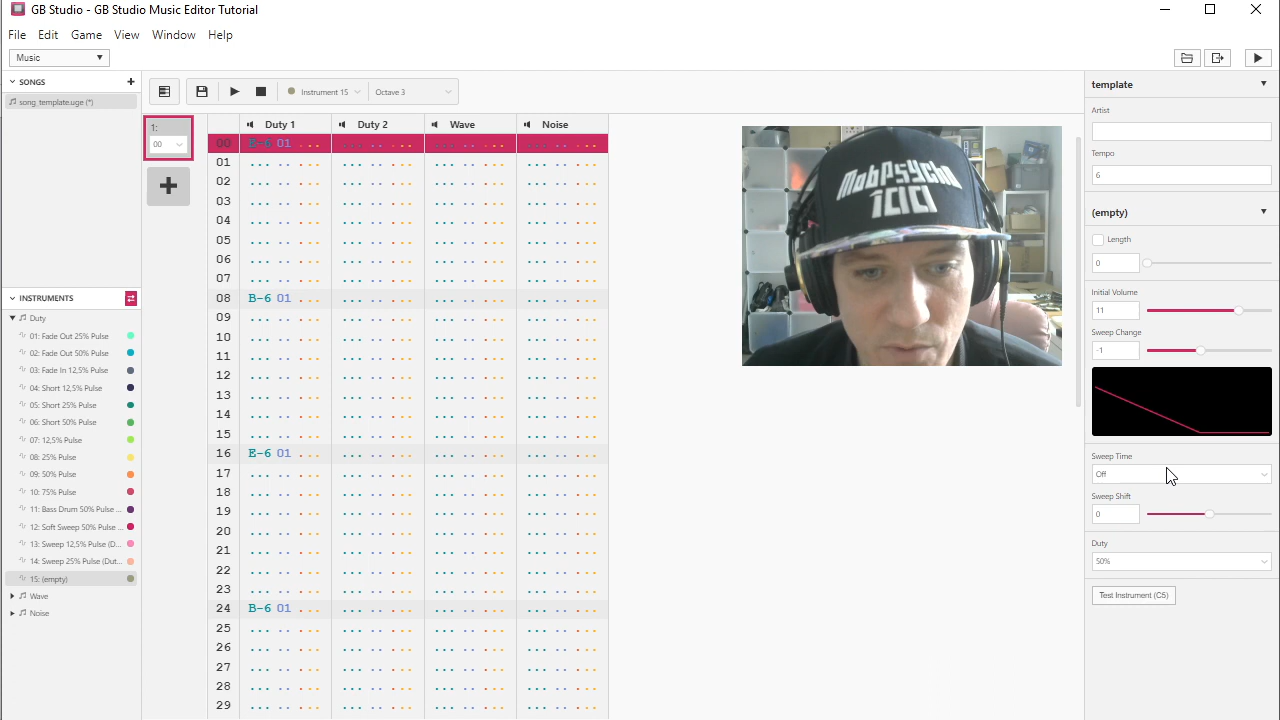 GB Studio - GB Studio Music Editor Tutorial
File Edit Game View Window Help
Music
SONGS
song_template.uge (*)
Instrument 15
Octave 3
1:
00
Duty 1 Duty 2 Wave Noise
00 E-6 01
01
02
03
04
05
06
07
08 B-6 01
09
10
11
12
13
14
15
16 E-6 01
17
18
19
20
21
22
23
24 B-6 01
25
26
27
28
29
INSTRUMENTS
Duty
01: Fade Out 25% Pulse
02: Fade Out 50% Pulse
03: Fade In 12,5% Pulse
04: Short 12,5% Pulse
05: Short 25% Pulse
06: Short 50% Pulse
07: 12,5% Pulse
08: 25% Pulse
09: 50% Pulse
10: 75% Pulse
11: Bass Drum 50% Pulse ...
12: Soft Sweep 50% Pulse ...
13: Sweep 12,5% Pulse (D...
14: Sweep 25% Pulse (Dut...
15: (empty)
Wave
Noise
MobPsycho
100
template
Artist
Tempo
6
(empty)
Length
0
Initial Volume
11
Sweep Change
-1
Sweep Time
Off
Sweep Shift
0
Duty
50%
Test Instrument (C5)